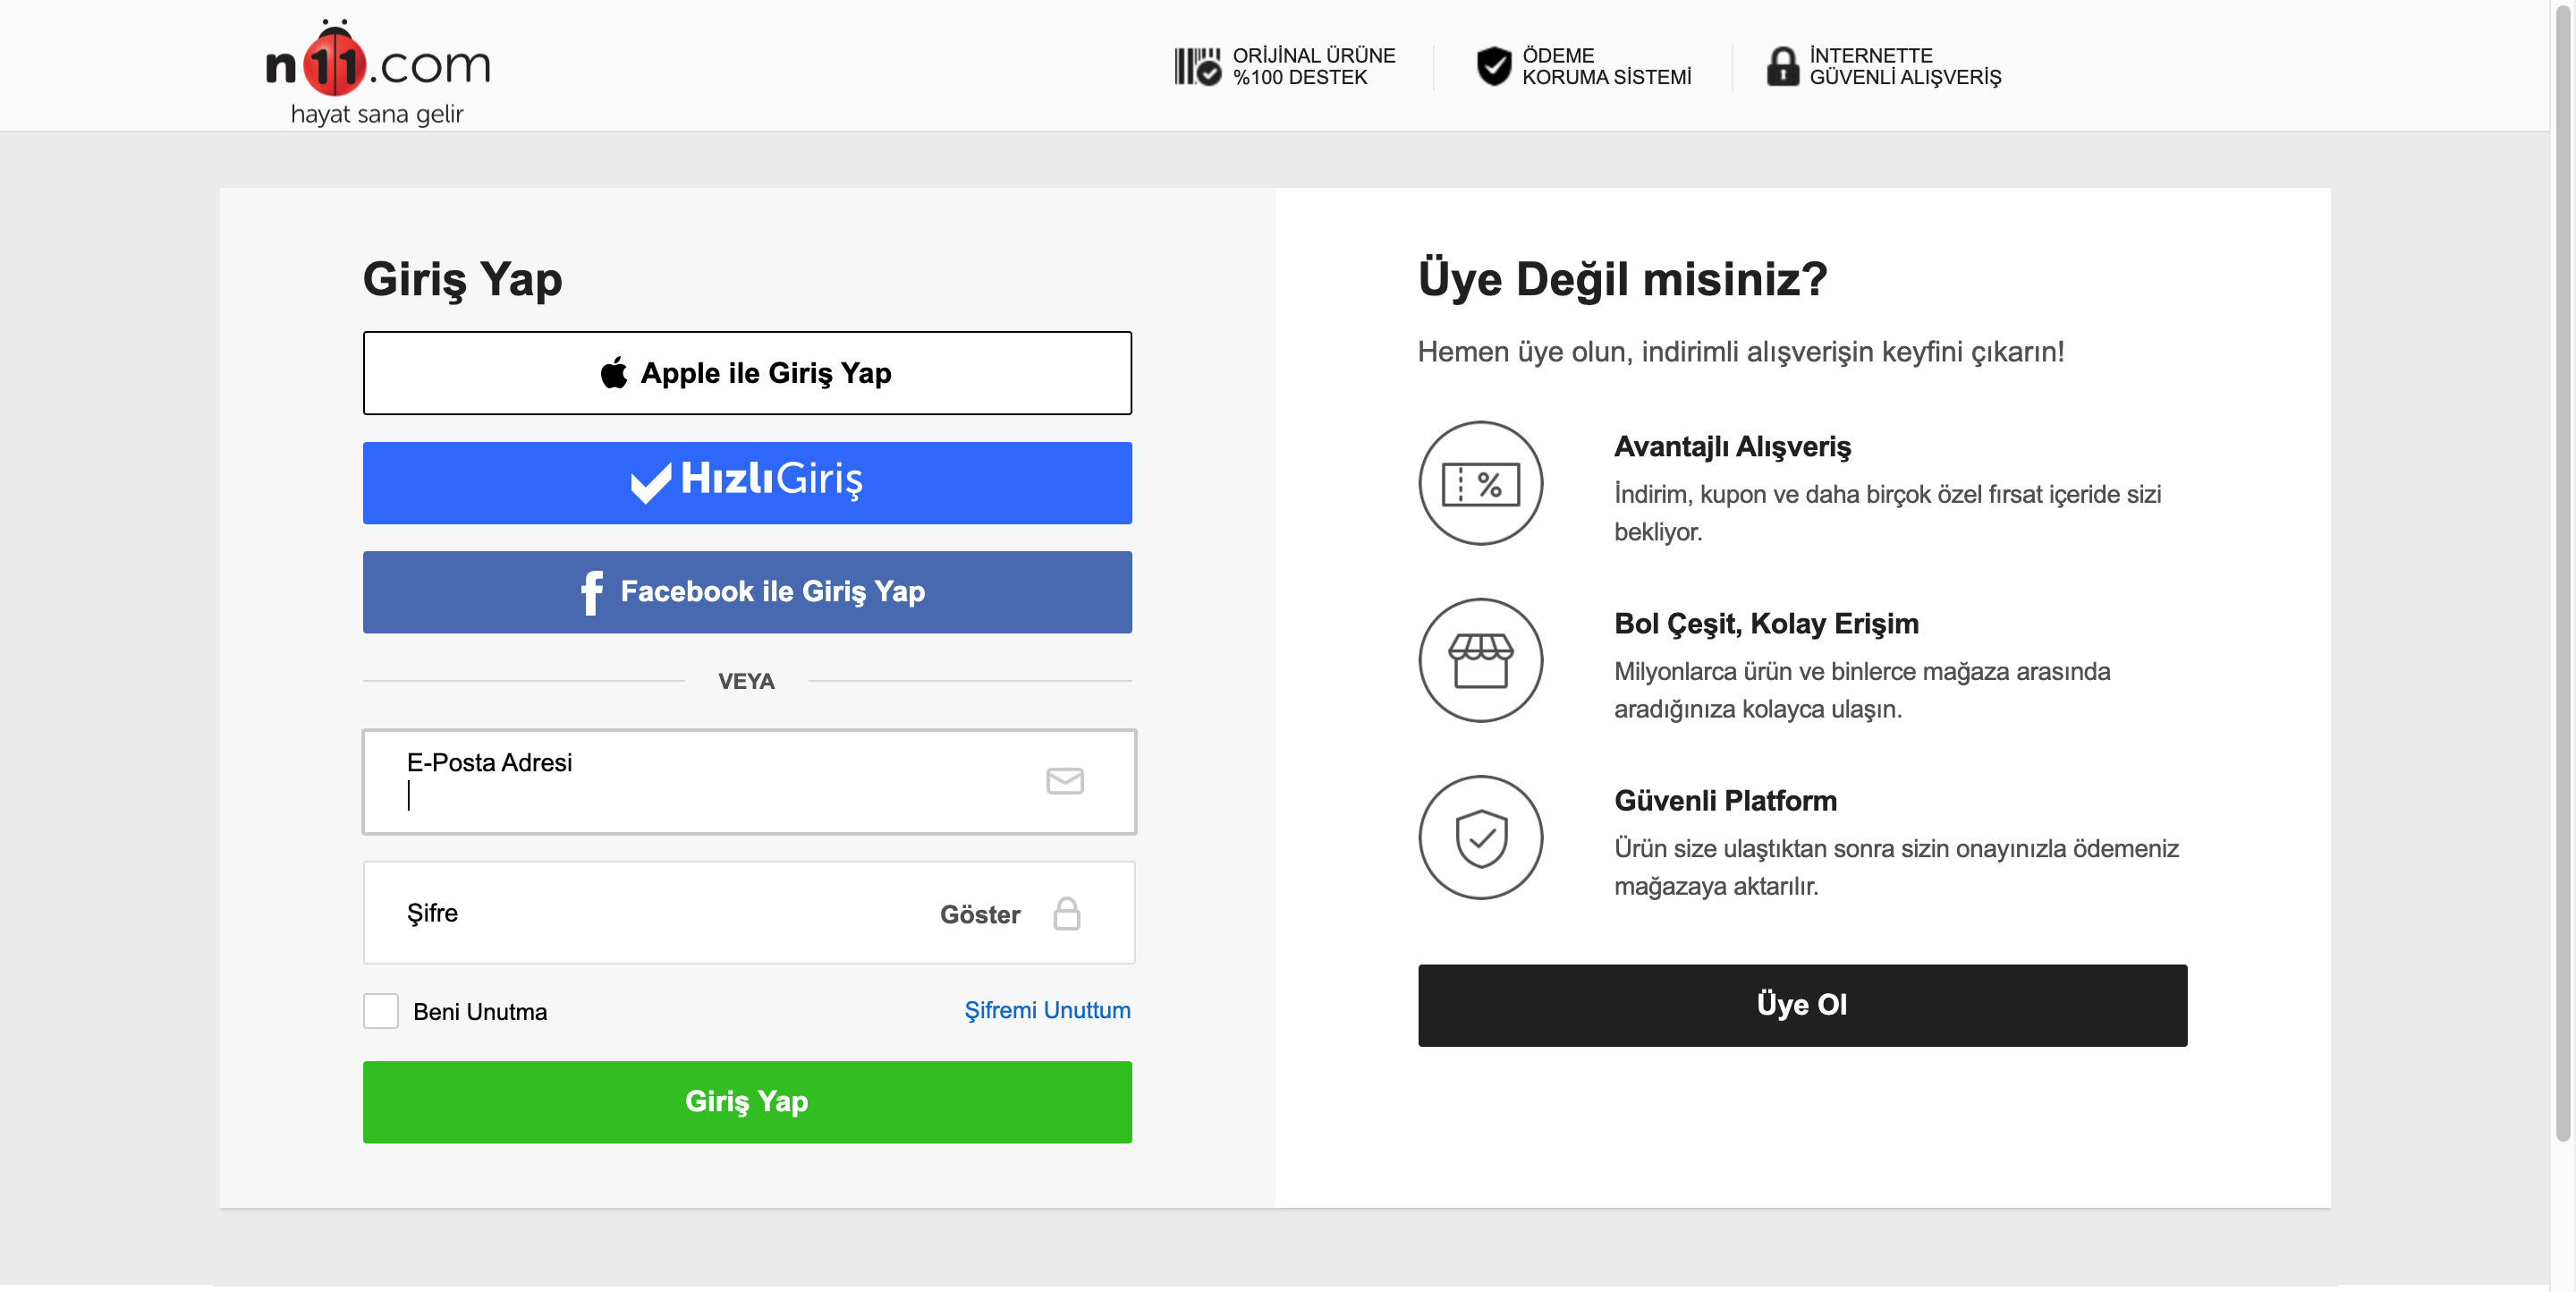 n11.com
hayat sana gelir
ORİJİNAL ÜRÜNE
%100 DESTEK
ÖDEME
KORUMA SİSTEMİ
İNTERNETTE
GÜVENLİ ALIŞVERİŞ
Giriş Yap
Apple ile Giriş Yap
HızlıGiriş
f Facebook ile Giriş Yap
VEYA
E-Posta Adresi
Şifre
Göster
Beni Unutma
Şifremi Unuttum
Giriş Yap
Üye Değil misiniz?
Hemen üye olun, indirimli alışverişin keyfini çıkarın!
%
Avantajlı Alışveriş
İndirim, kupon ve daha birçok özel fırsat içeride sizi
bekliyor.
Bol Çeşit, Kolay Erişim
Milyonlarca ürün ve binlerce mağaza arasında
aradığınıza kolayca ulaşın.
Güvenli Platform
Ürün size ulaştıktan sonra sizin onayınızla ödemeniz
mağazaya aktarılır.
Üye Ol